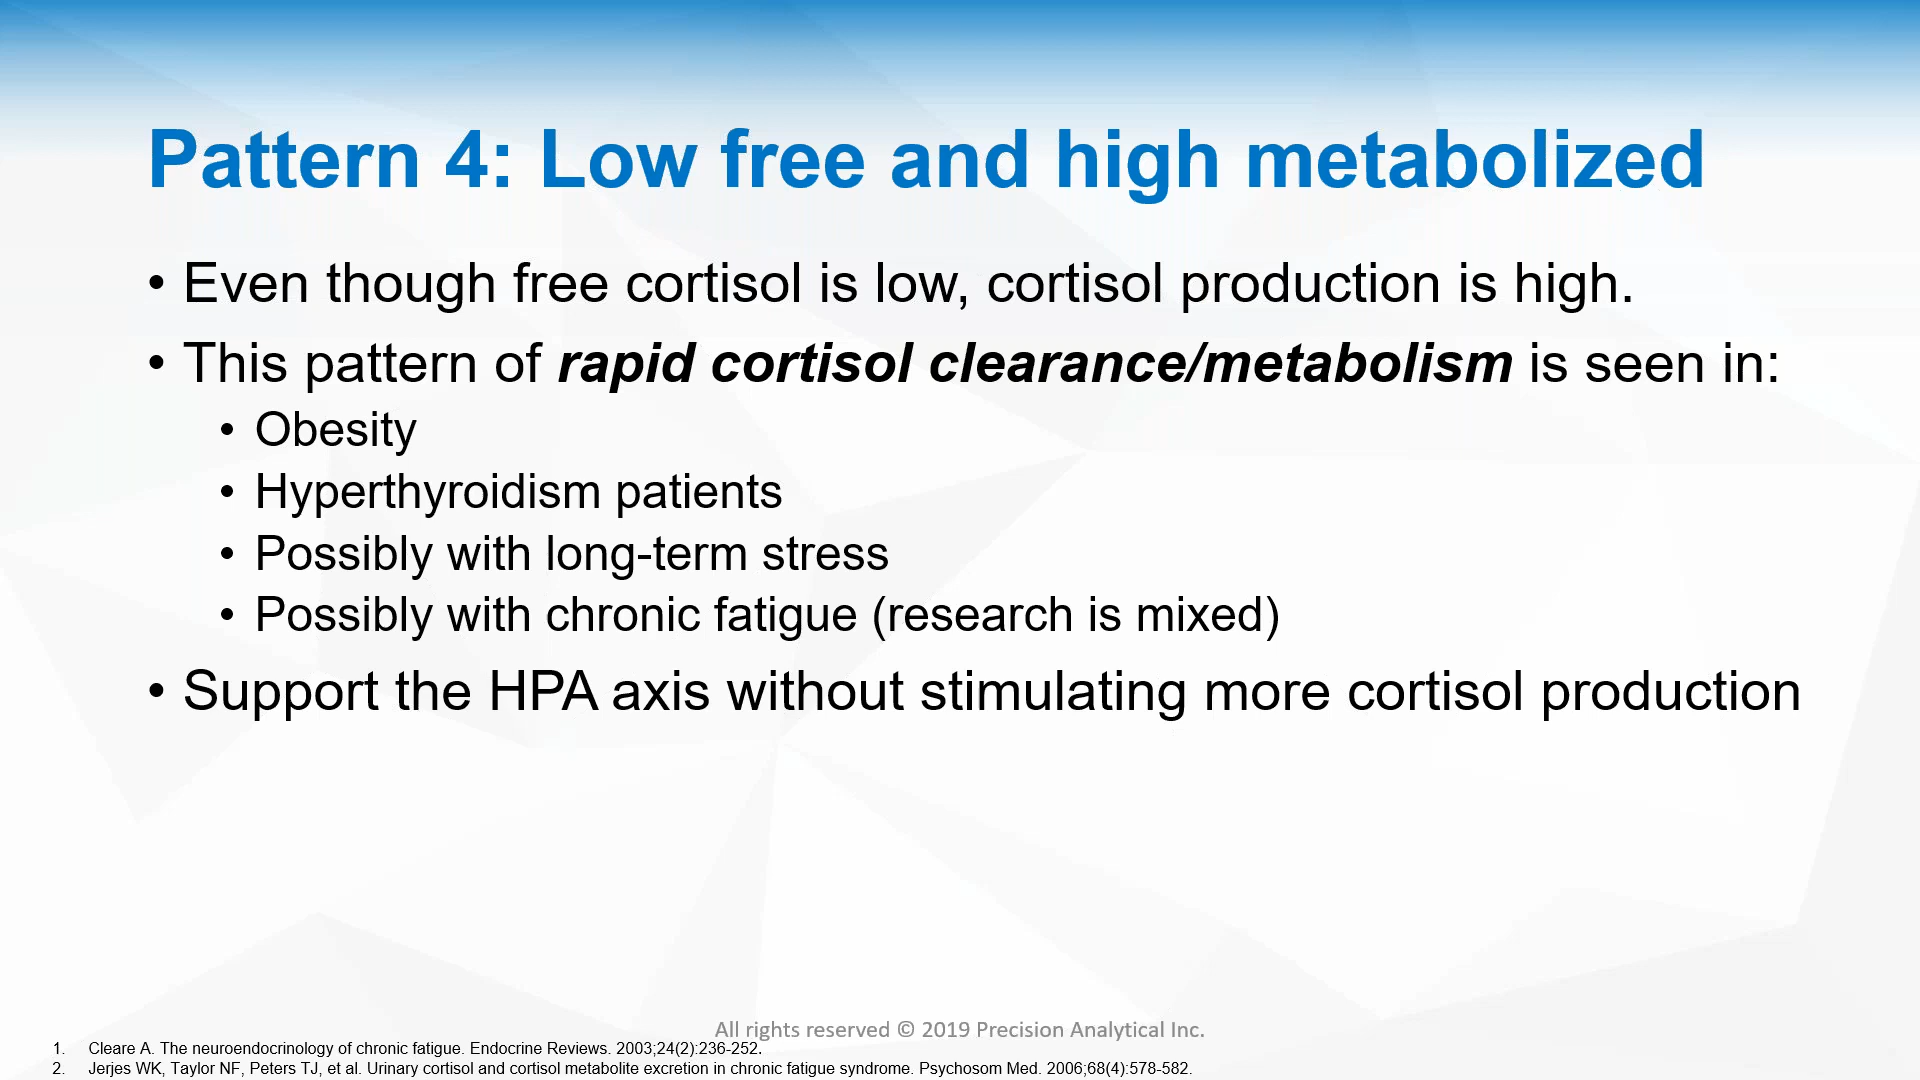 Pattern 4: Low free and high metabolized
• Even though free cortisol is low, cortisol production is high.
• This pattern of rapid cortisol clearance/metabolism is seen in:
• Obesity
• Hyperthyroidism patients
• Possibly with long-term stress
• Possibly with chronic fatigue (research is mixed)
• Support the HPA axis without stimulating more cortisol production
All rights reserved © 2019 Precision Analytical Inc.
1. Cleare A. The neuroendocrinology of chronic fatigue. Endocrine Reviews. 2003;24(2):236-252.
2. Jerjes WK, Taylor NF, Peters TJ, et al. Urinary cortisol and cortisol metabolite excretion in chronic fatigue syndrome. Psychosom Med. 2006;68(4):578-582.